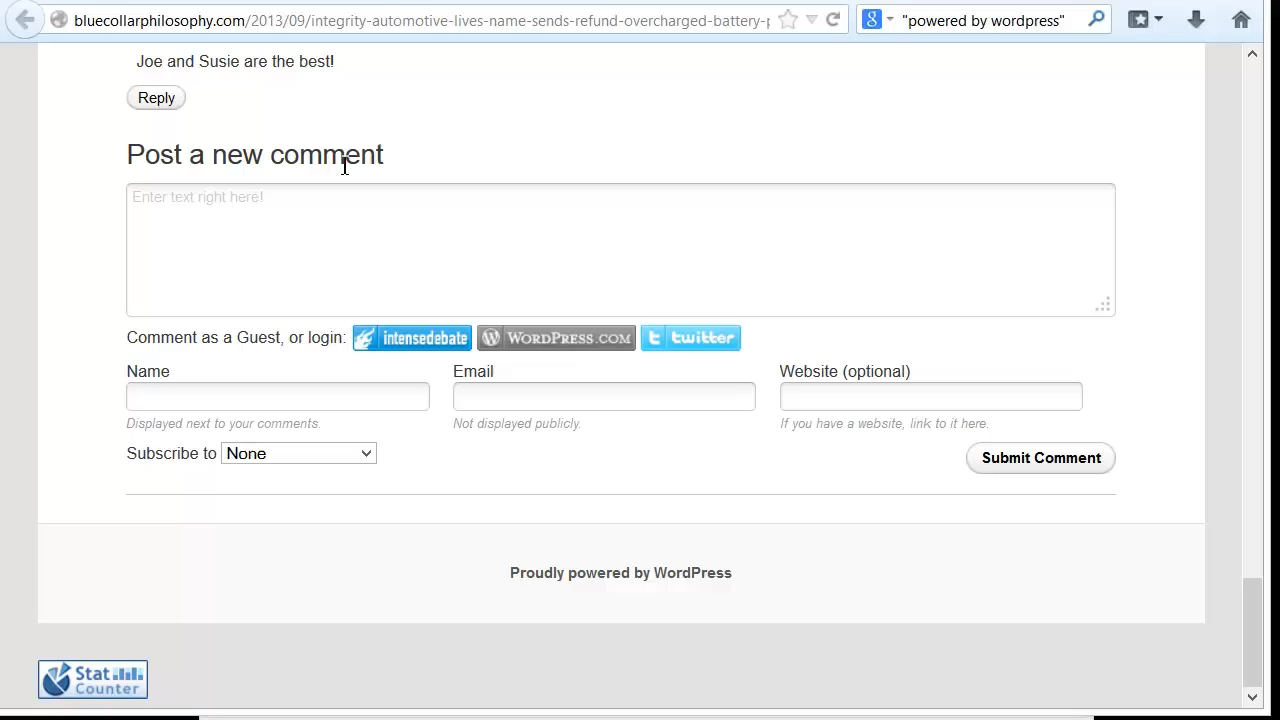 bluecollarphilosophy.com/2013/09/integrity-automotive-lives-name-sends-refund-overcharged-battery-p
"powered by wordpress"
Joe and Susie are the best!
Reply
Post a new comment
Enter text right here!
Comment as a Guest, or login: intensedebate WORDPRESS.COM twitter
Name Email Website (optional)
Displayed next to your comments. Not displayed publicly. If you have a website, link to it here.
Subscribe to None Submit Comment
Proudly powered by WordPress
Stat
Counter